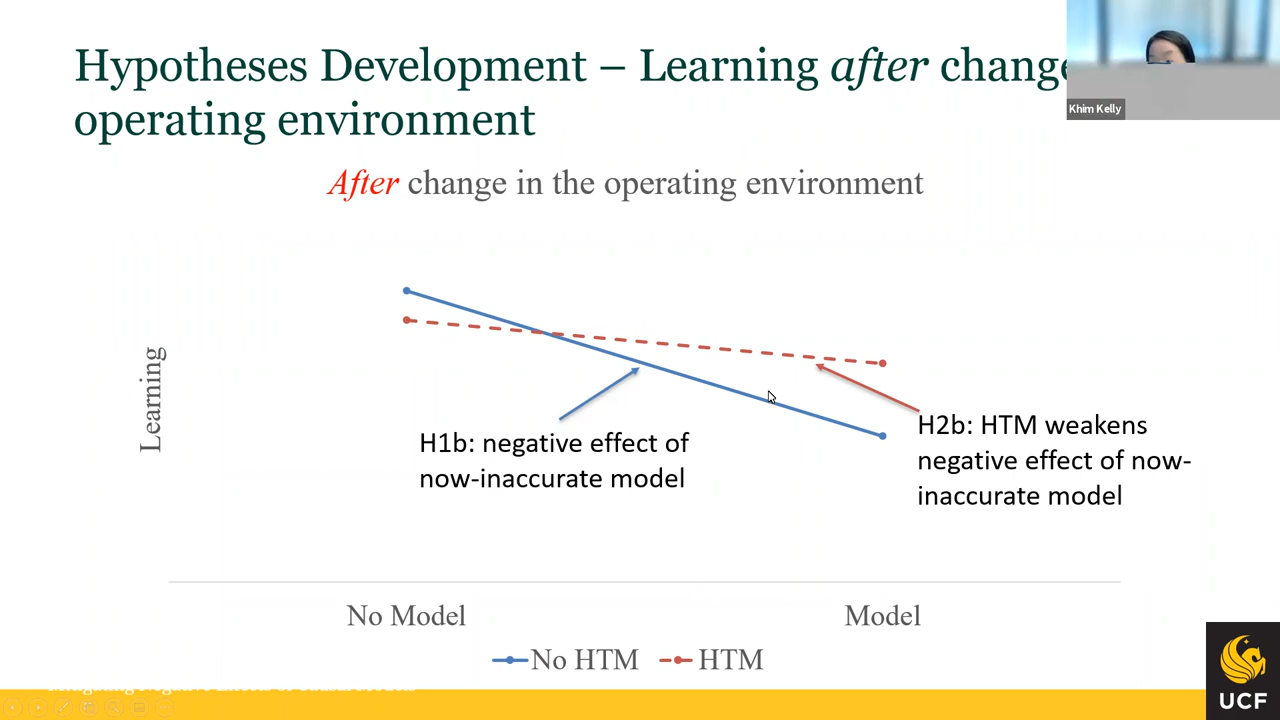 Hypotheses Development – Learning after change
operating environment
Khim Kelly
After change in the operating environment
Learning
H1b: negative effect of
now-inaccurate model
H2b: HTM weakens
negative effect of now-
inaccurate model
No Model
Model
No HTM
HTM
UCF